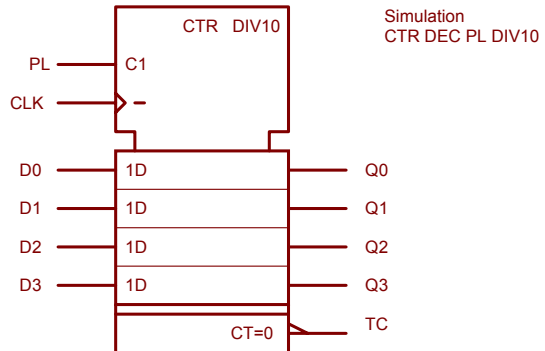 CTR DIV10
Simulation
CTR DEC PL DIV10
PL C1
CLK -
D0 1D Q0
D1 1D Q1
D2 1D Q2
D3 1D Q3
CT=0 TC